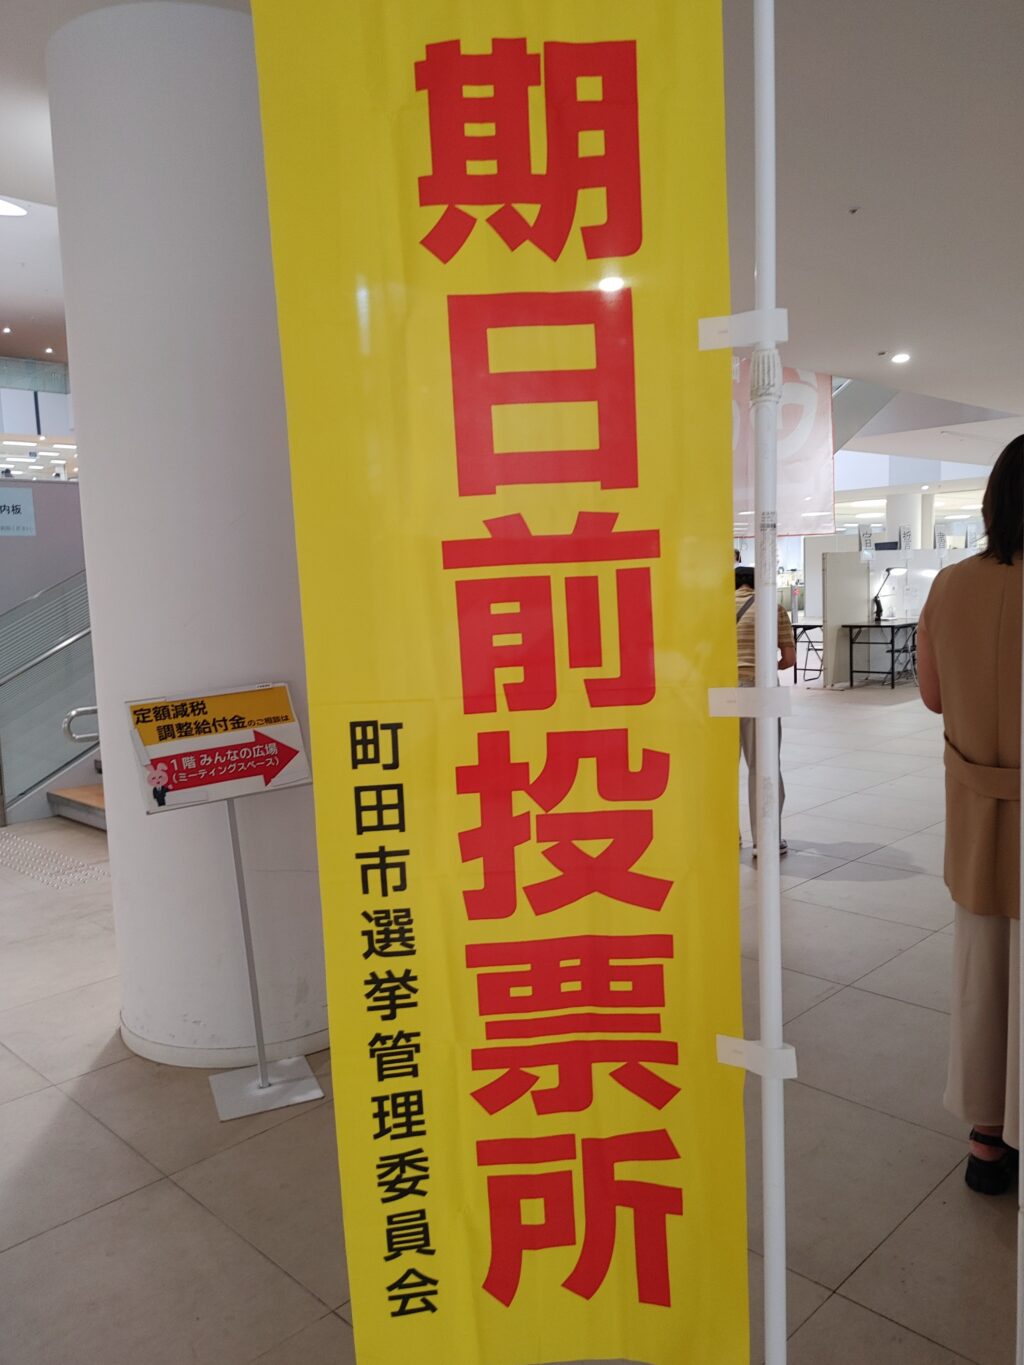 期日前投票所
町田市選挙管理委員会
定額減税
調整給付金のご相談は
1階 みんなの広場
(ミーティングスペース)
内板